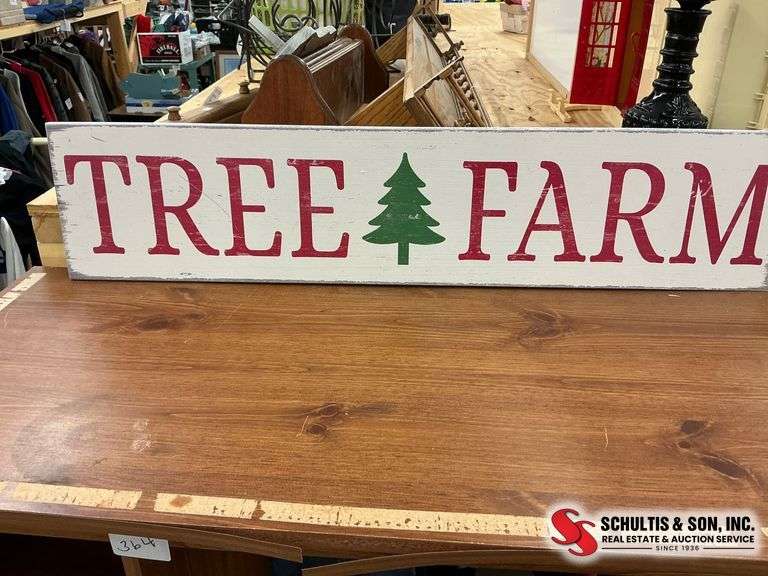 TREE FARM
364
S SCHULTIS & SON, INC.
REAL ESTATE & AUCTION SERVICE
SINCE 1936